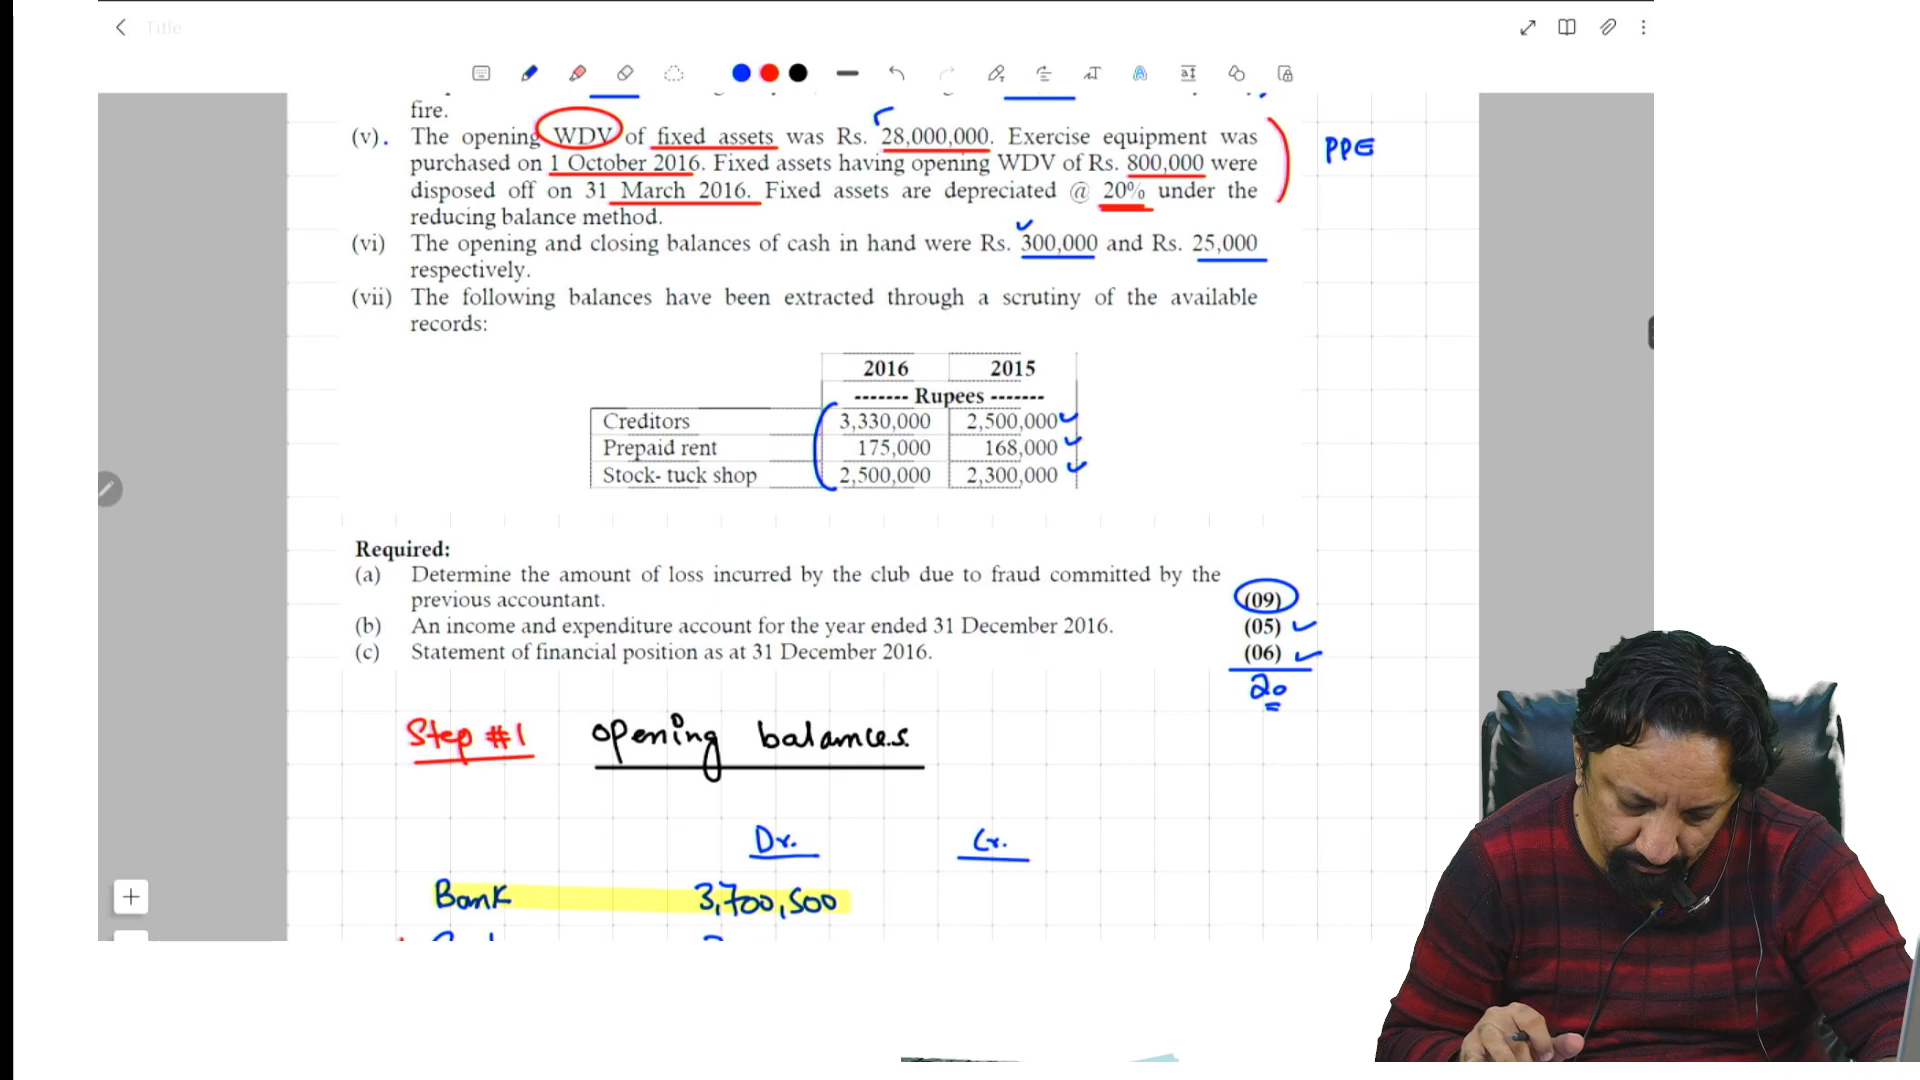 Title
fire.
(v). The opening WDV of fixed assets was Rs. 28,000,000. Exercise equipment was PPE
purchased on 1 October 2016. Fixed assets having opening WDV of Rs. 800,000 were
disposed off on 31 March 2016. Fixed assets are depreciated @ 20% under the
reducing balance method.
(vi) The opening and closing balances of cash in hand were Rs. 300,000 and Rs. 25,000
respectively.
(vii) The following balances have been extracted through a scrutiny of the available
records:
2016 2015
------- Rupees -------
Creditors 3,330,000 2,500,000
Prepaid rent 175,000 168,000
Stock- tuck shop 2,500,000 2,300,000
Required:
(a) Determine the amount of loss incurred by the club due to fraud committed by the
previous accountant. (09)
(b) An income and expenditure account for the year ended 31 December 2016. (05)
(c) Statement of financial position as at 31 December 2016. (06)
20
Step #1 opening balances.
Dr. Cr.
Bank 3,700,500